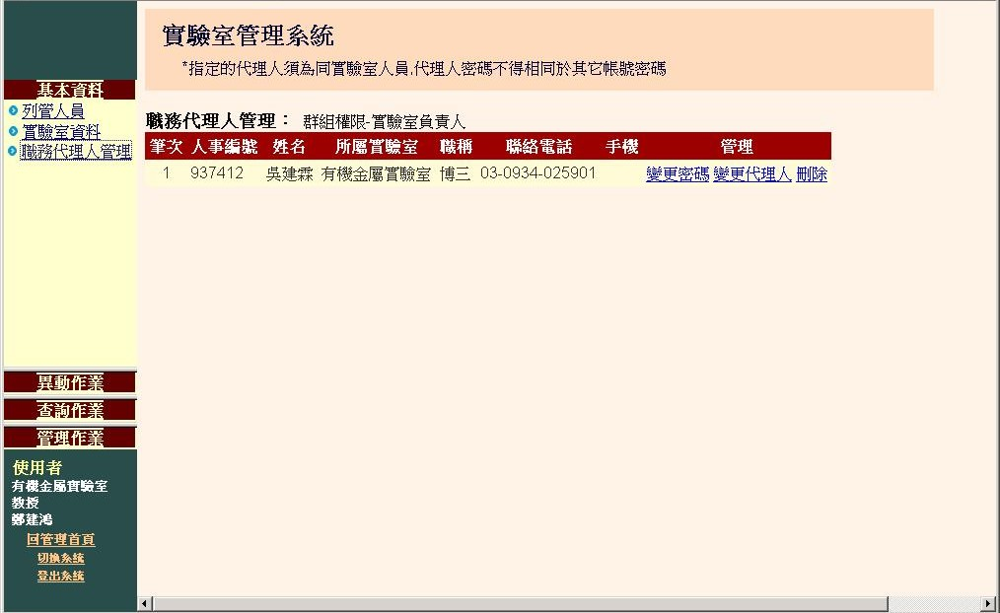 實驗室管理系統
*指定的代理人須為同實驗室人員,代理人密碼不得相同於其它帳號密碼
基本資料
列管人員
實驗室資料
職務代理人管理
職務代理人管理： 群組權限-實驗室負責人
筆次 人事編號 姓名 所屬實驗室 職稱 聯絡電話 手機 管理
1 937412 吳建霖 有機金屬實驗室 博三 03-0934-025901 變更密碼 變更代理人 刪除
異動作業
查詢作業
管理作業
使用者
有機金屬實驗室
教授
鄭建鴻
回管理首頁
切換系統
登出系統